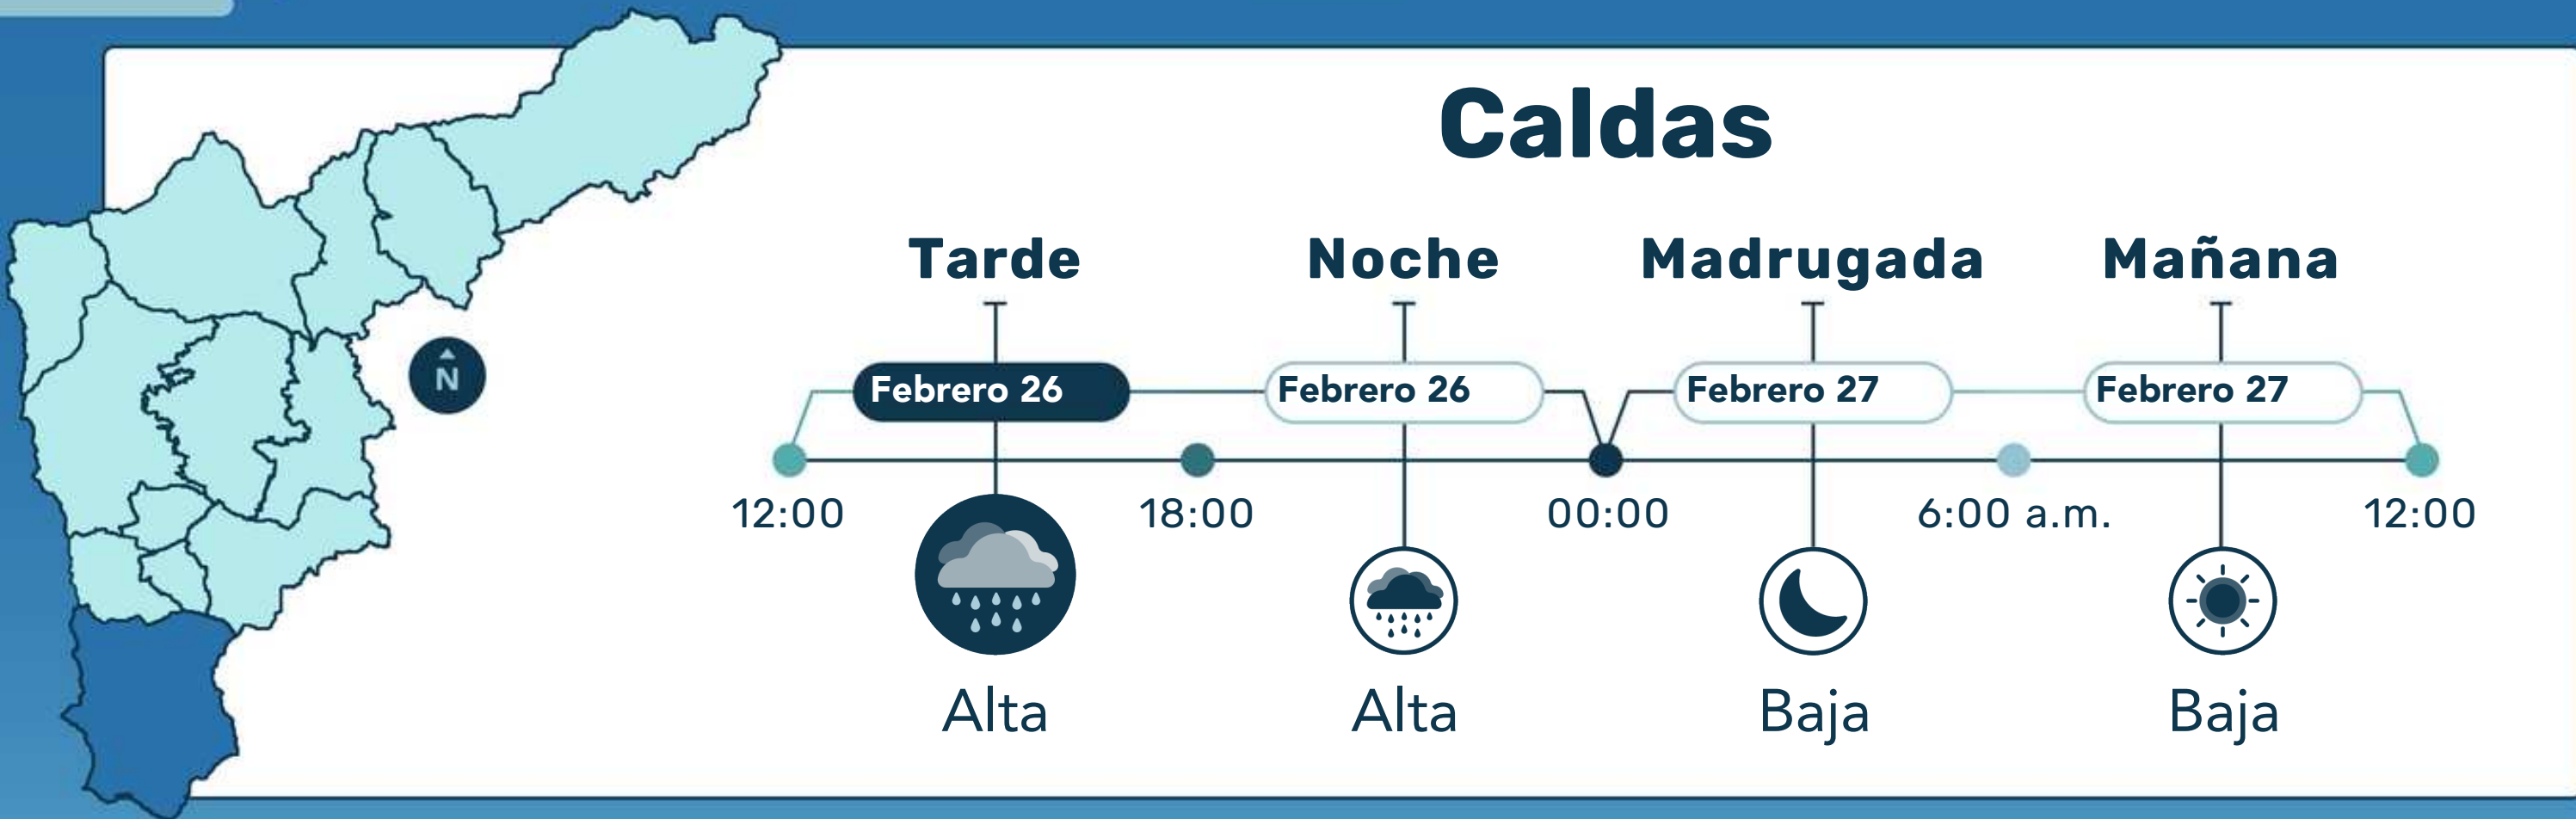 Caldas
Tarde Noche Madrugada Mañana
Febrero 26 Febrero 26 Febrero 27 Febrero 27
N
12:00 18:00 00:00 6:00 a.m. 12:00
Alta Alta Baja Baja